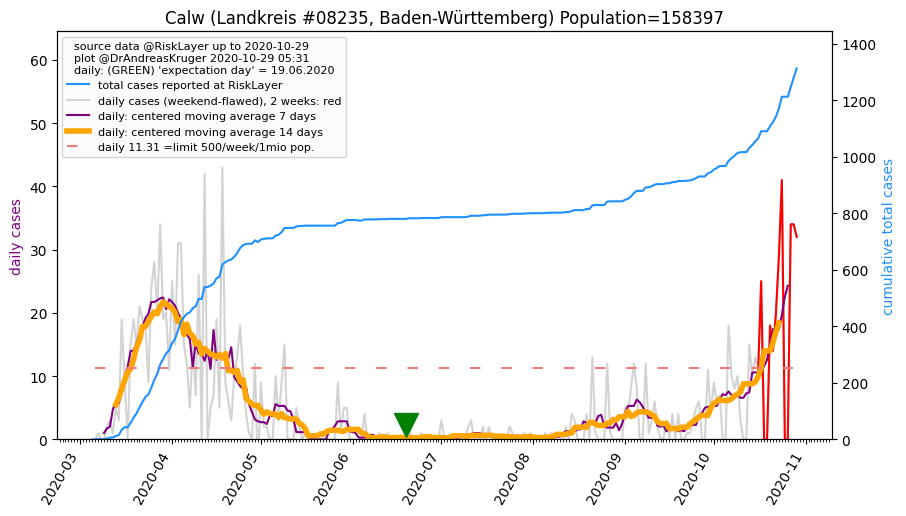 Calw (Landkreis #08235, Baden-Württemberg) Population=158397
source data @RiskLayer up to 2020-10-29
plot @DrAndreasKruger 2020-10-29 05:31
daily: (GREEN) 'expectation day' = 19.06.2020
total cases reported at RiskLayer
daily cases (weekend-flawed), 2 weeks: red
daily: centered moving average 7 days
daily: centered moving average 14 days
daily 11.31 =limit 500/week/1mio pop.
daily cases
60
50
40
30
20
10
0
1400
1200
1000
800
600
400
200
0
cumulative total cases
2020-03
2020-04
2020-05
2020-06
2020-07
2020-08
2020-09
2020-10
2020-11